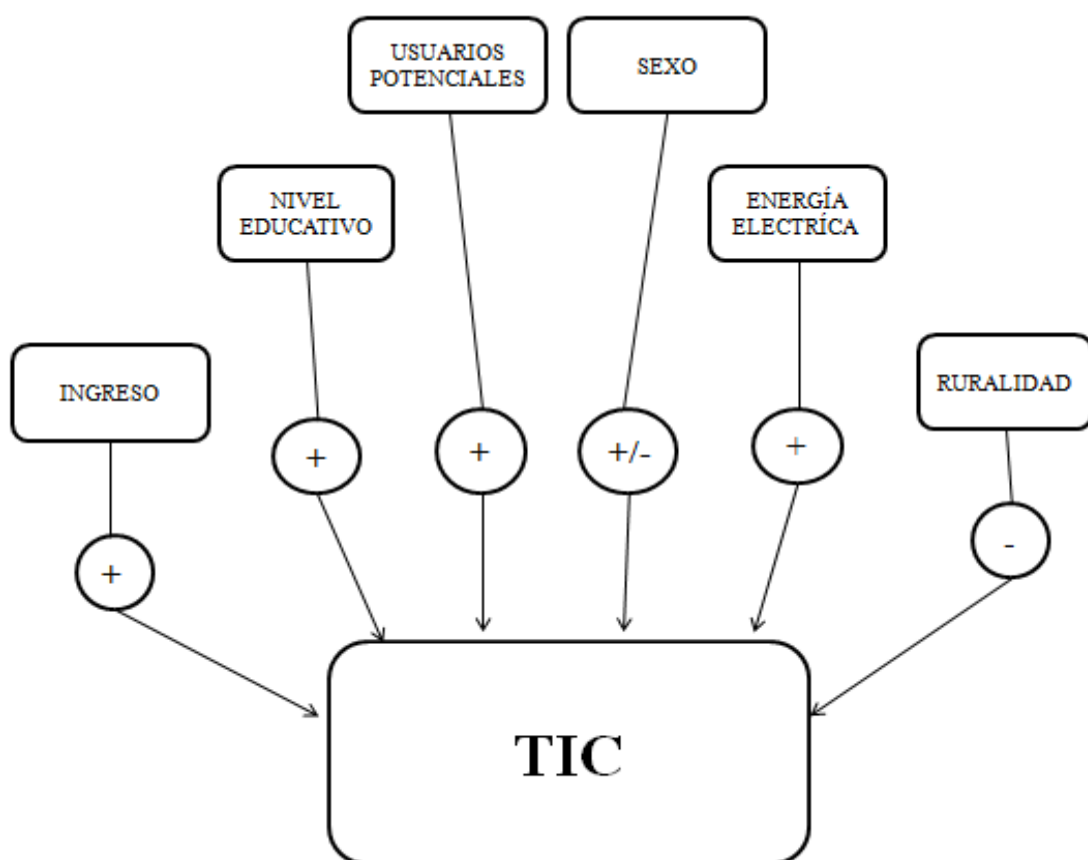 USUARIOS
POTENCIALES
SEXO
NIVEL
EDUCATIVO
ENERGÍA
ELECTRÍCA
INGRESO
RURALIDAD
+
+
+/-
+
+
-
TIC